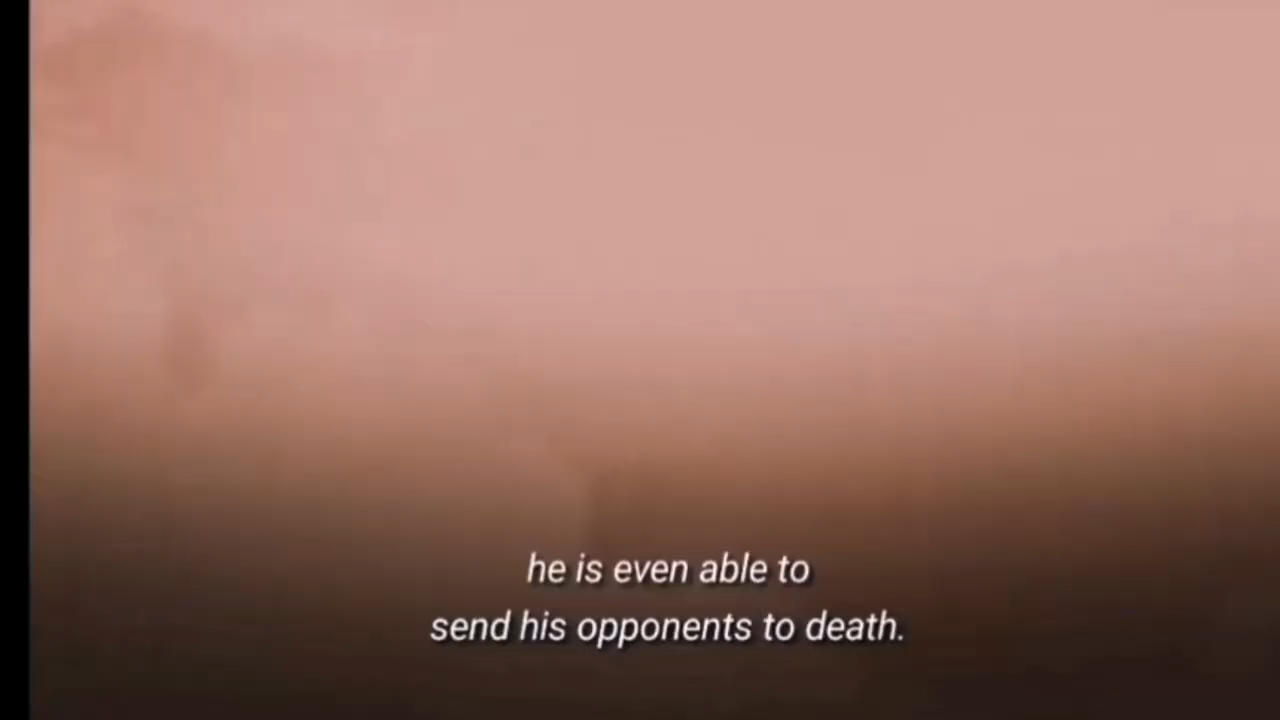 he is even able to
send his opponents to death.